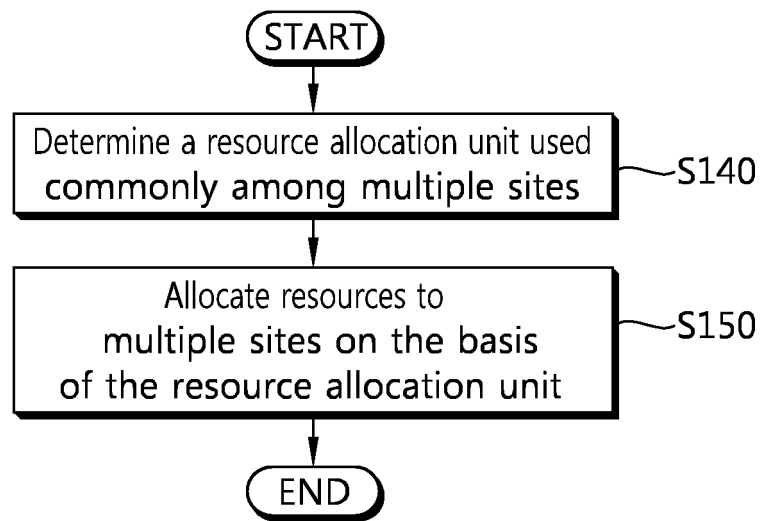 START
Determine a resource allocation unit used
commonly among multiple sites
S140
Allocate resources to
multiple sites on the basis
of the resource allocation unit
S150
END